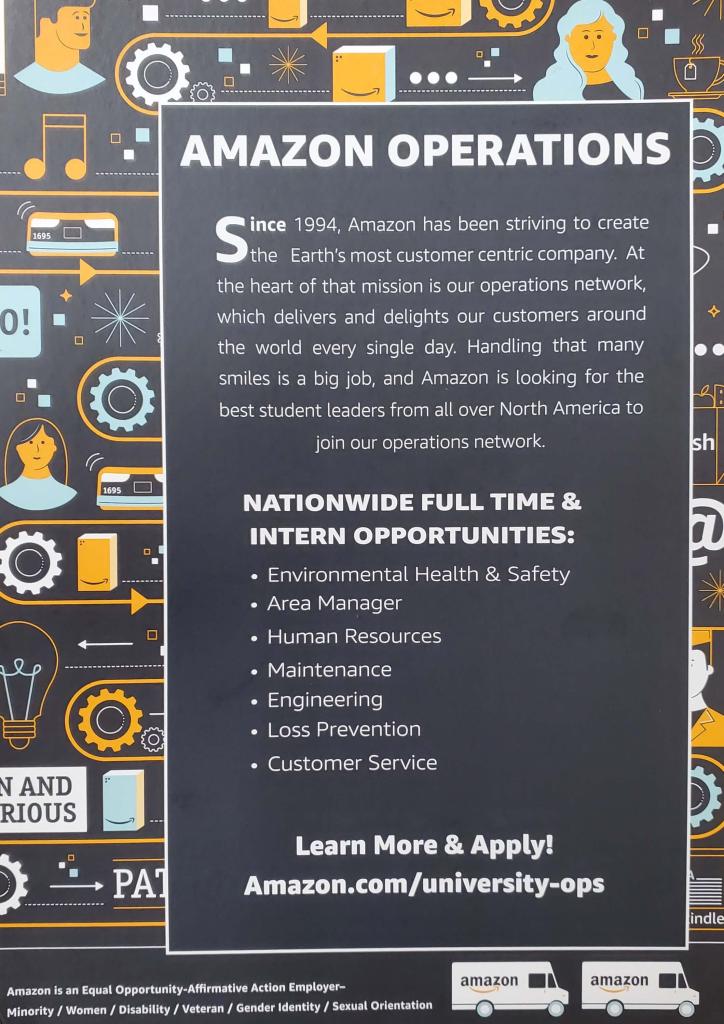 AMAZON OPERATIONS
Since 1994, Amazon has been striving to create
the Earth's most customer centric company. At
the heart of that mission is our operations network,
which delivers and delights our customers around
the world every single day. Handling that many
smiles is a big job, and Amazon is looking for the
best student leaders from all over North America to
join our operations network.
NATIONWIDE FULL TIME &
INTERN OPPORTUNITIES:
• Environmental Health & Safety
• Area Manager
• Human Resources
• Maintenance
• Engineering
• Loss Prevention
• Customer Service
Learn More & Apply!
Amazon.com/university-ops
1695
0!
1695
N AND
RIOUS
PAT
sh
@
Amazon is an Equal Opportunity-Affirmative Action Employer–
Minority / Women / Disability / Veteran / Gender Identity / Sexual Orientation
amazon
amazon